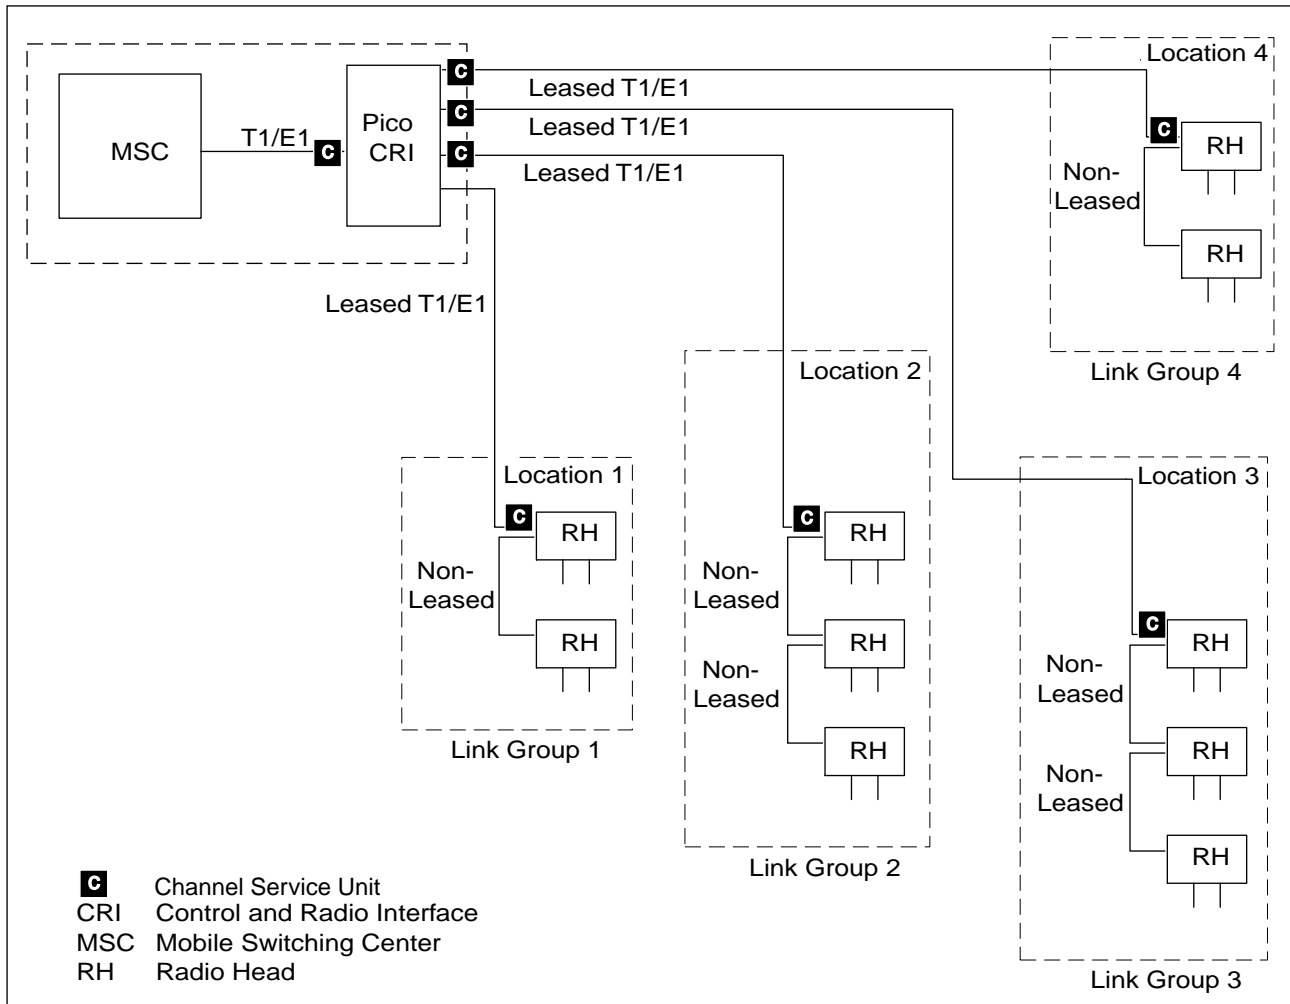 Location 4
C
Leased T1/E1
C
Leased T1/E1
MSC
T1/E1
C
Pico
CRI
C
Leased T1/E1
C
RH
Non-
Leased
RH
Link Group 4
Leased T1/E1
Location 2
C
RH
Non-
Leased
RH
Non-
Leased
RH
Link Group 2
Location 1
C
RH
Non-
Leased
RH
Link Group 1
Location 3
C
RH
Non-
Leased
RH
Non-
Leased
RH
Link Group 3
C Channel Service Unit
CRI Control and Radio Interface
MSC Mobile Switching Center
RH Radio Head